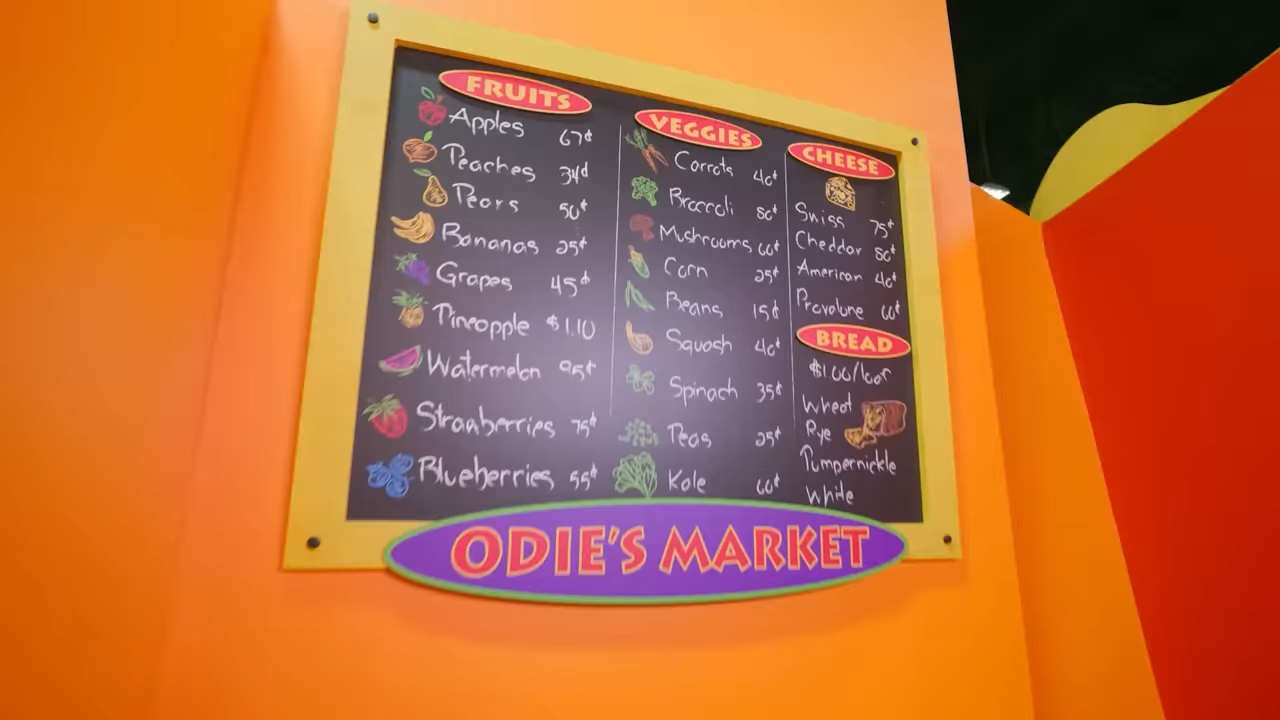 FRUITS
Apples 67¢
Peaches 34¢
Pears 50¢
Bananas 25¢
Grapes 45¢
Pineapple $1.10
Watermelon 95¢
Strawberries 75¢
Blueberries 55¢
VEGGIES
Carrots 40¢
Broccoli 50¢
Mushrooms 60¢
Corn 25¢
Beans 15¢
Squash 40¢
Spinach 35¢
Peas 25¢
Kale 60¢
CHEESE
Swiss 75¢
Cheddar 50¢
American 40¢
Provolone 60¢
BREAD
$1.00/loaf
Wheat
Rye
Pumpernickle
White
ODIE'S MARKET